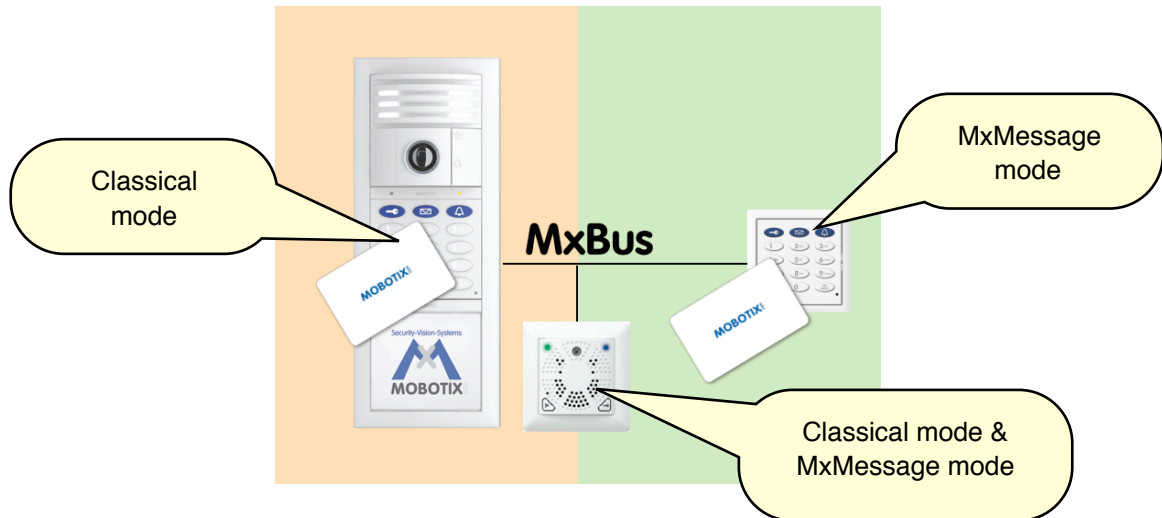 Classical
mode
MxMessage
mode
MxBus
MOBOTIX
MOBOTIX
Security-Vision-Systems
MOBOTIX
Classical mode &
MxMessage mode